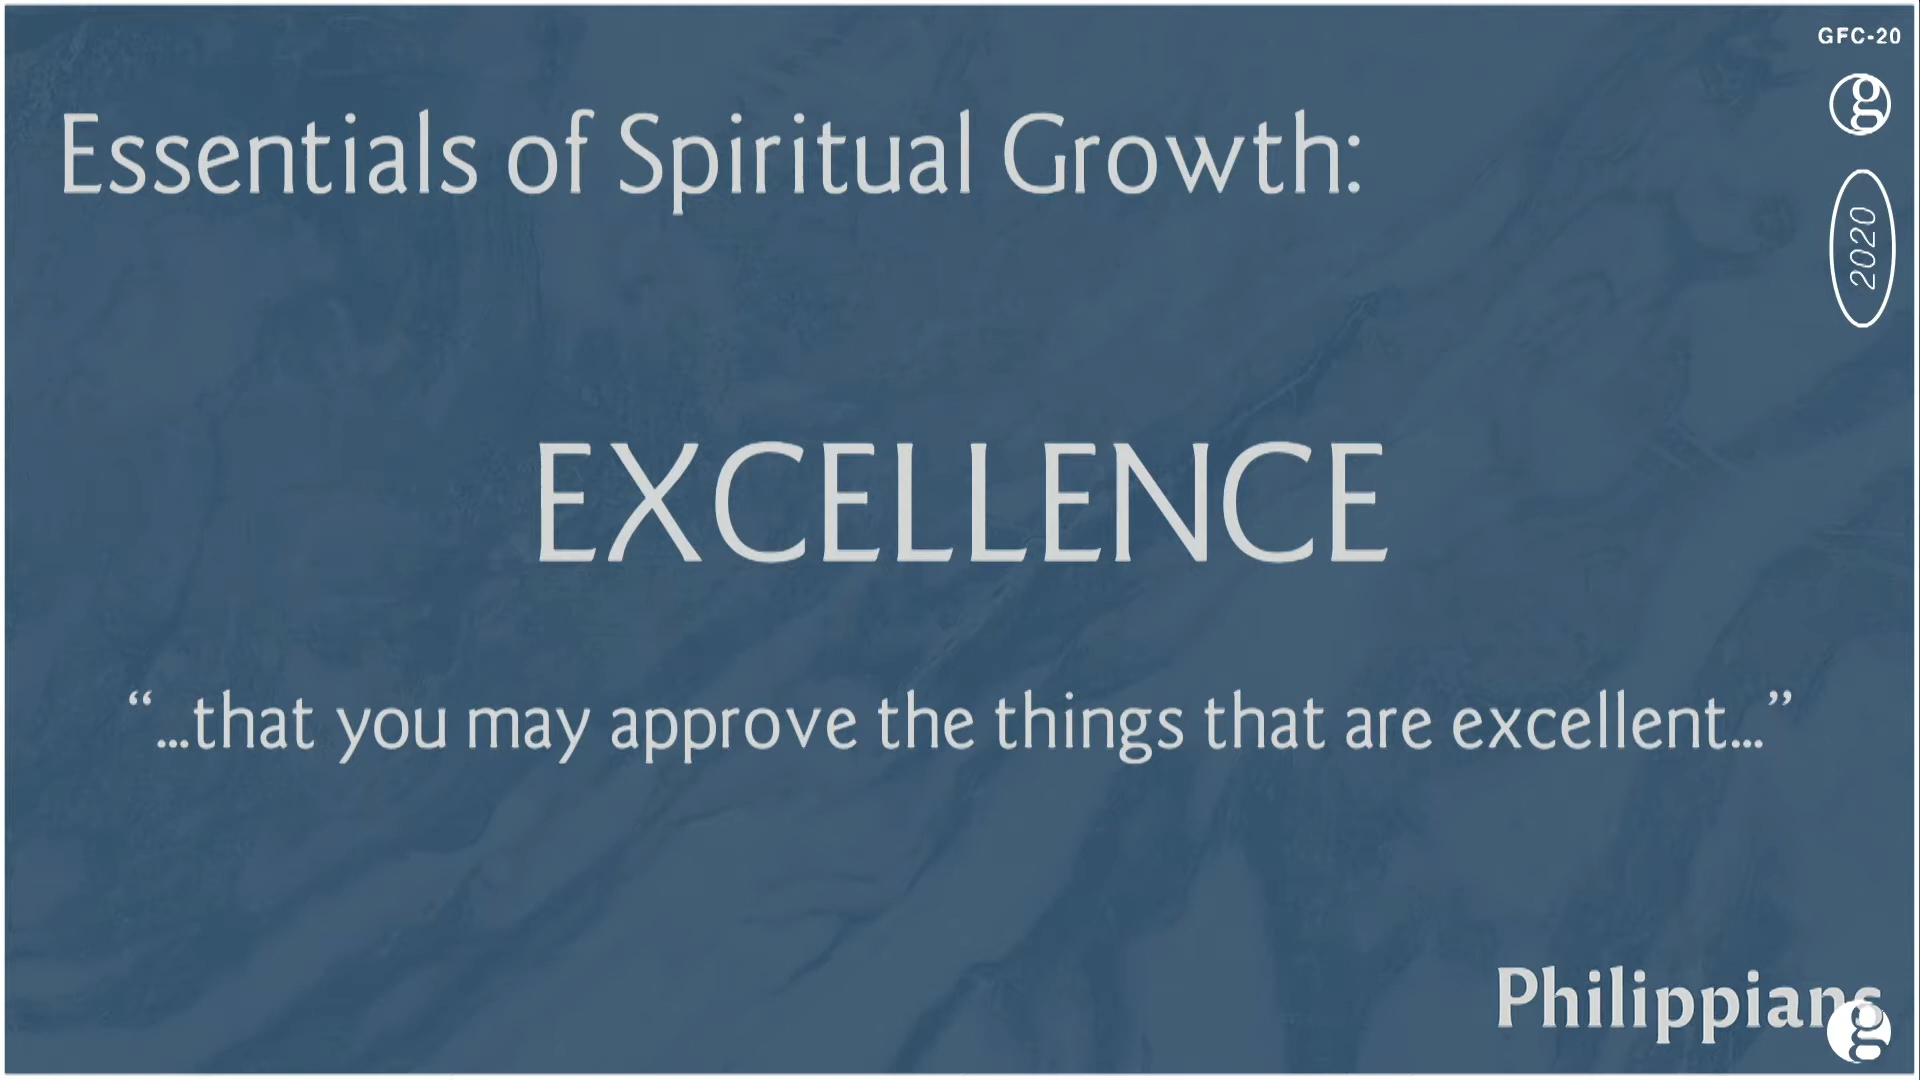 GFC-20
g
2020
Essentials of Spiritual Growth:
EXCELLENCE
“...that you may approve the things that are excellent...”
Philippians
g